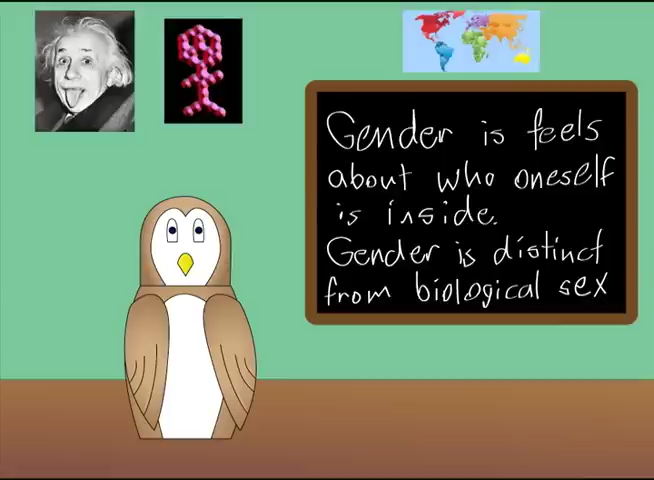 Gender is feels
about who oneself
is inside.
Gender is distinct
from biological sex